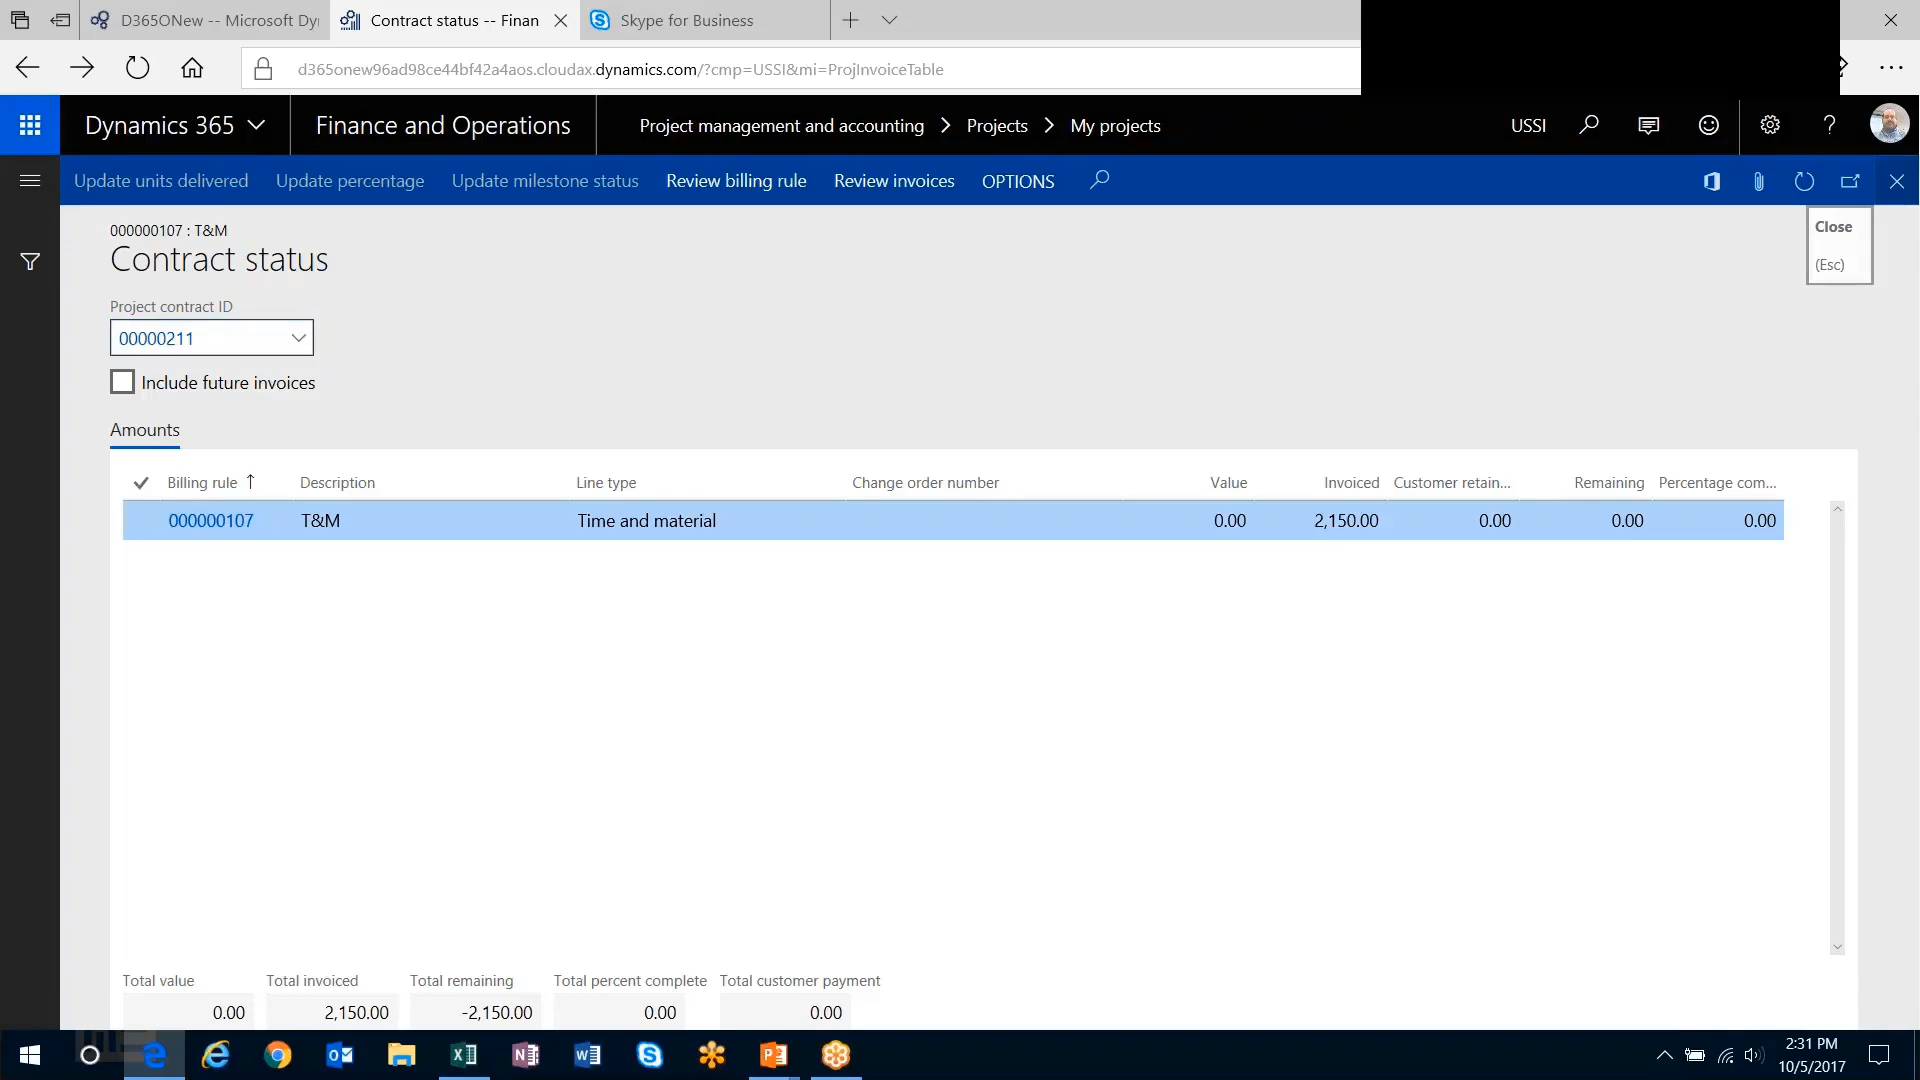 D365ONew -- Microsoft Dyn
Contract status -- Finan
Skype for Business
d365onew96ad98ce44bf42a4aos.cloudax.dynamics.com/?cmp=USSI&mi=ProjInvoiceTable
Dynamics 365
Finance and Operations
Project management and accounting > Projects > My projects
USSI
Update units delivered Update percentage Update milestone status Review billing rule Review invoices OPTIONS
Close
(Esc)
000000107 : T&M
Contract status
Project contract ID
00000211
Include future invoices
Amounts
Billing rule Description Line type Change order number Value Invoiced Customer retain... Remaining Percentage com...
000000107 T&M Time and material 0.00 2,150.00 0.00 0.00 0.00
Total value Total invoiced Total remaining Total percent complete Total customer payment
0.00 2,150.00 -2,150.00 0.00 0.00
2:31 PM
10/5/2017